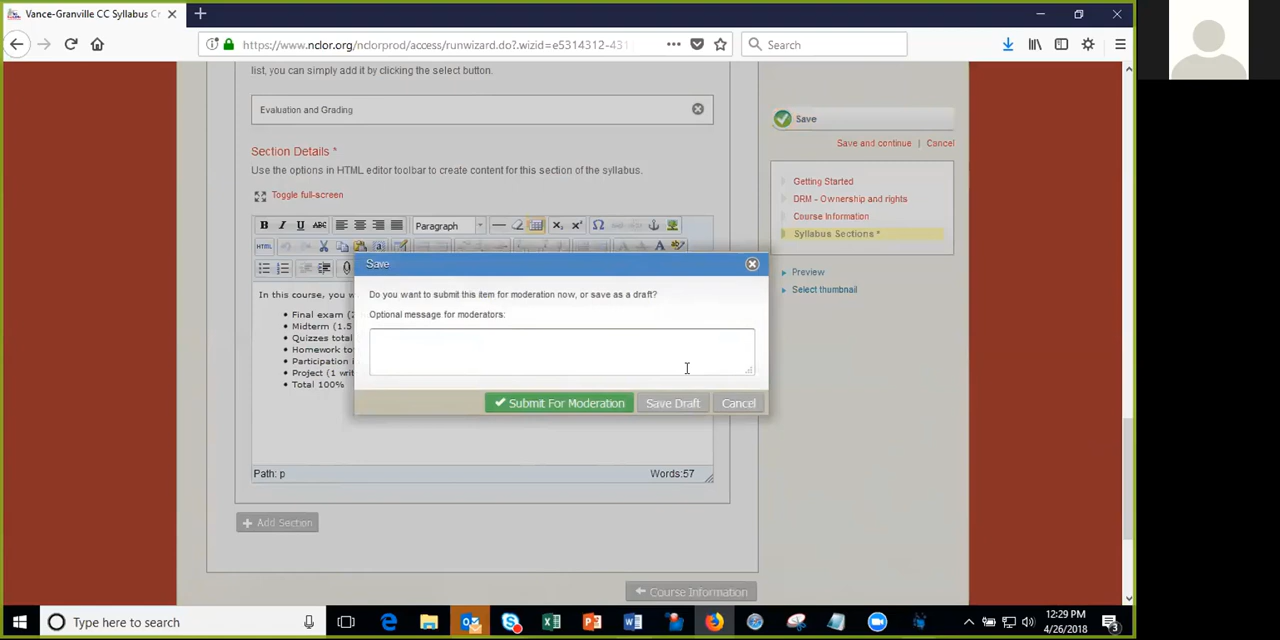 Vance-Granville CC Syllabus Cr
https://www.nclor.org/nclorprod/access/runwizard.do?.wizid=e5314312-431
Search
list, you can simply add it by clicking the select button.
Evaluation and Grading
Section Details *
Use the options in HTML editor toolbar to create content for this section of the syllabus.
Toggle full-screen
B I U ABC
Paragraph
HTML
In this course, you w
Final exam (2
Midterm (1.5
Quizzes total
Homework to
Participation i
Project (1 writ
Total 100%
Path: p
Words:57
Add Section
Course Information
Save
Do you want to submit this item for moderation now, or save as a draft?
Optional message for moderators:
Submit For Moderation
Save Draft
Cancel
Save
Save and continue | Cancel
Getting Started
DRM - Ownership and rights
Course Information
Syllabus Sections *
Preview
Select thumbnail
Type here to search
12:29 PM
4/26/2018
3